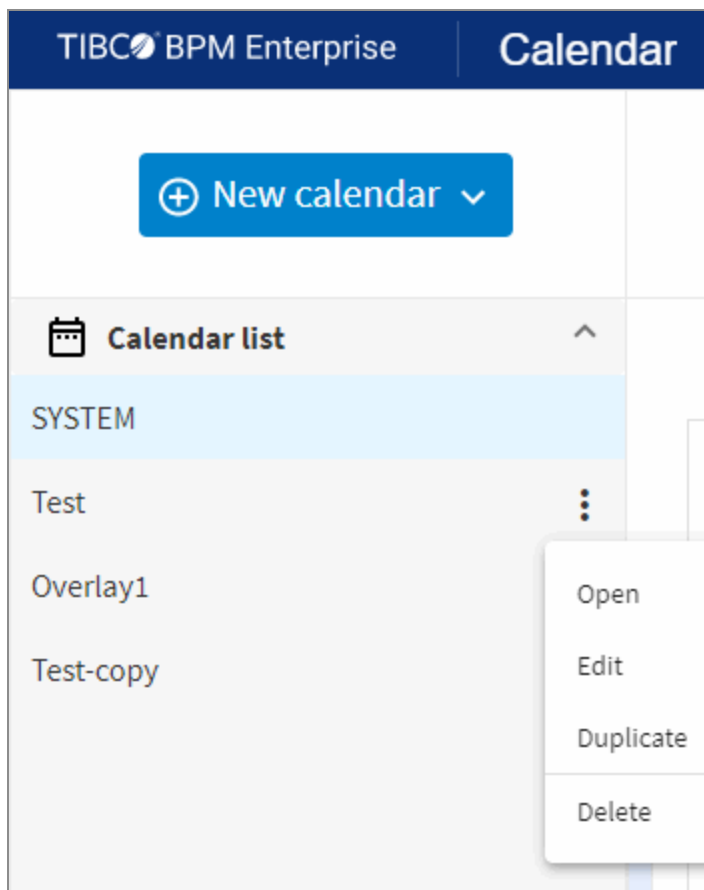 TIBCO® BPM Enterprise Calendar
New calendar
Calendar list
SYSTEM
Test
Overlay1
Open
Edit
Test-copy
Duplicate
Delete